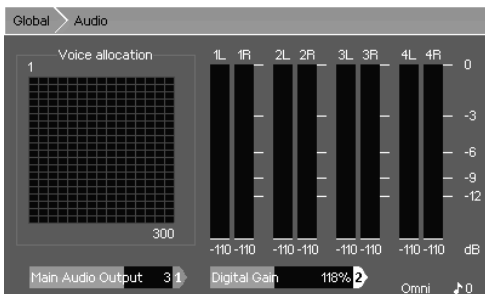 Global Audio
Voice allocation
1
300
1L 1R 2L 2R 3L 3R 4L 4R
0
-3
-6
-9
-12
-110 -110 -110 -110 -110 -110 -110 -110 dB
Main Audio Output 3 1
Digital Gain 118% 2
Omni ♪0